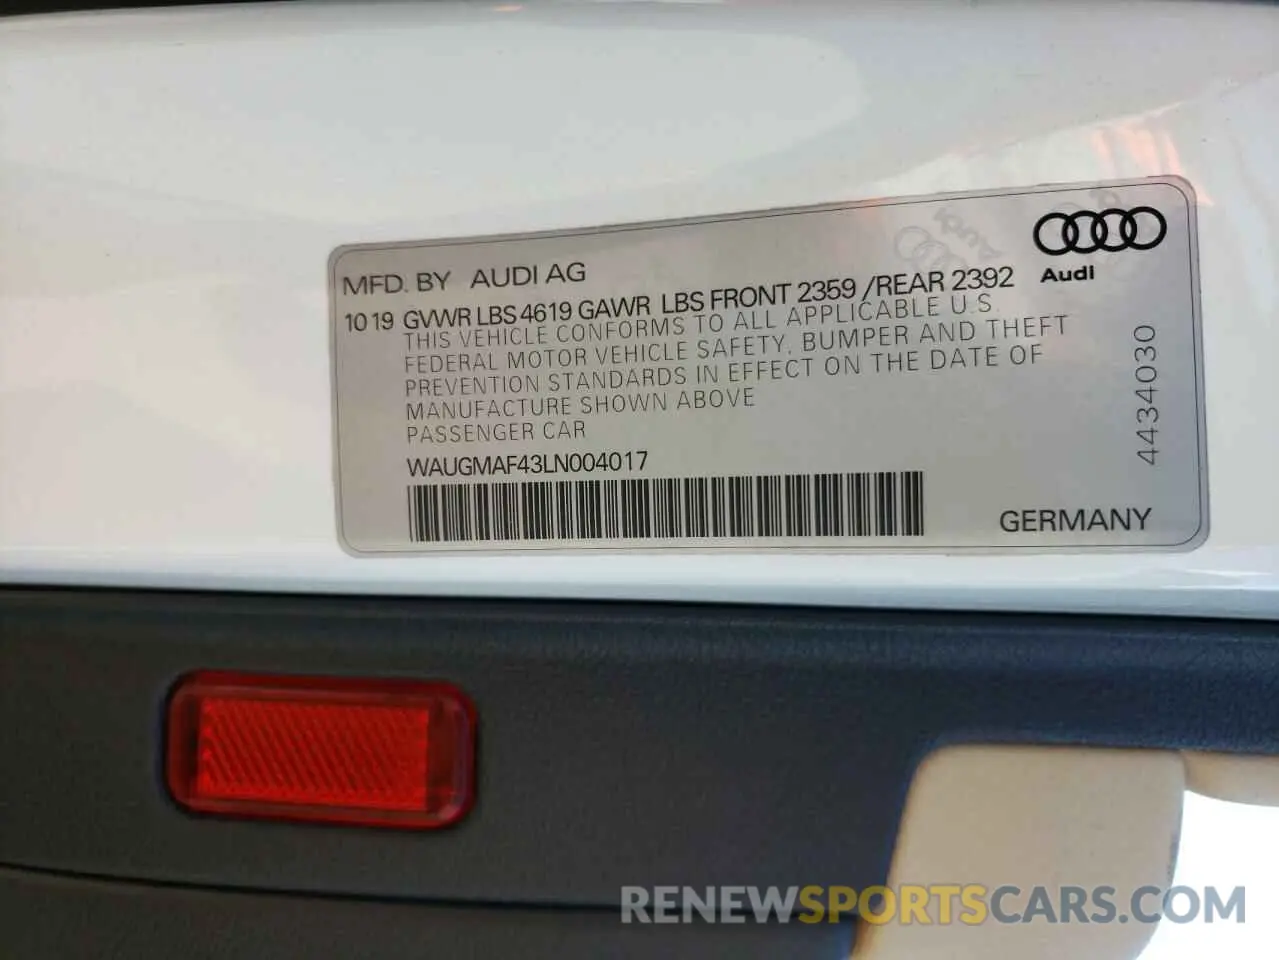 MFD. BY AUDI AG
Audi
10 19 GVWR LBS 4619 GAWR LBS FRONT 2359 /REAR 2392
THIS VEHICLE CONFORMS TO ALL APPLICABLE U.S.
FEDERAL MOTOR VEHICLE SAFETY, BUMPER AND THEFT
PREVENTION STANDARDS IN EFFECT ON THE DATE OF
MANUFACTURE SHOWN ABOVE
PASSENGER CAR
WAUGMAF43LN004017
4434030
GERMANY
RENEWSPORTSCARS.COM